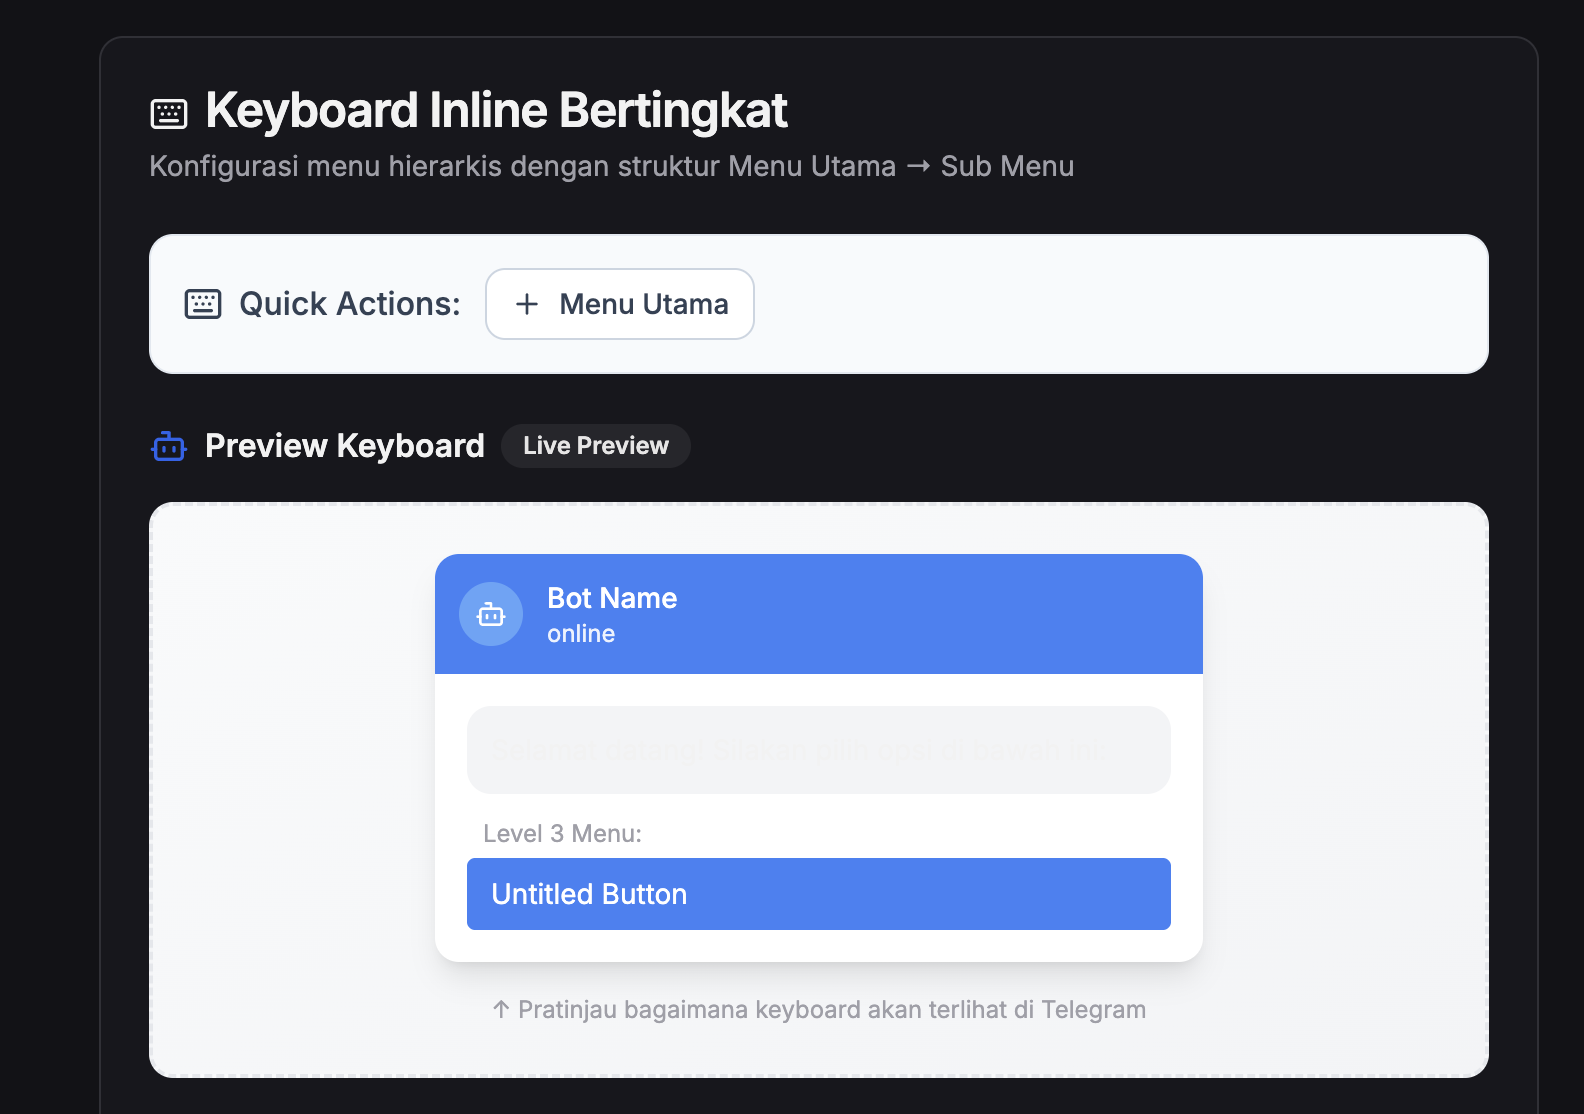 Keyboard Inline Bertingkat
Konfigurasi menu hierarkis dengan struktur Menu Utama → Sub Menu
Quick Actions:
+ Menu Utama
Preview Keyboard
Live Preview
Bot Name
online
Selamat datang! Silakan pilih opsi di bawah ini:
Level 3 Menu:
Untitled Button
↑ Pratinjau bagaimana keyboard akan terlihat di Telegram